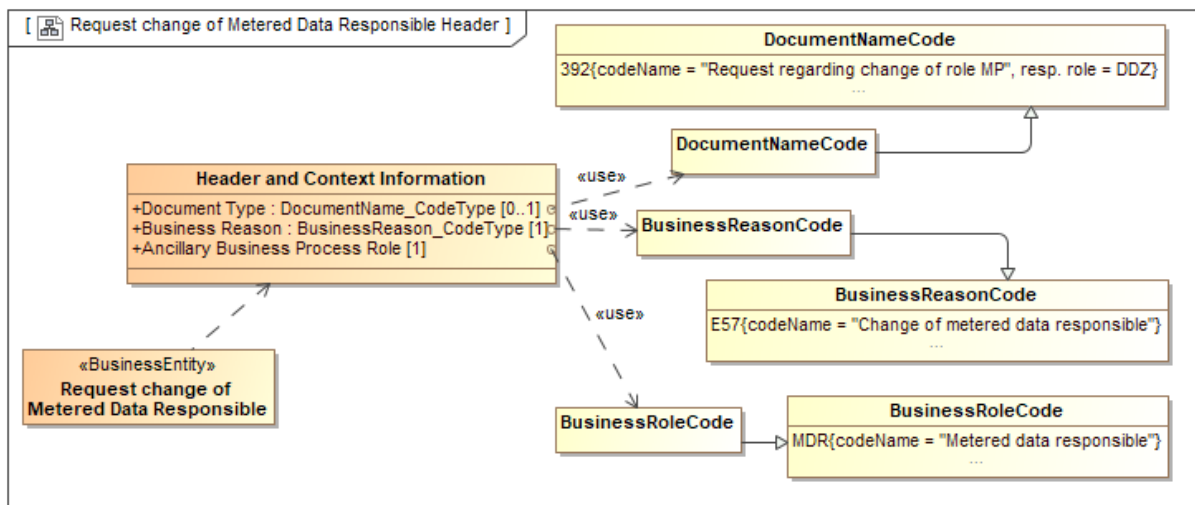 [ Request change of Metered Data Responsible Header ]
DocumentNameCode
392{codeName = "Request regarding change of role MP", resp. role = DDZ}
...
DocumentNameCode
«use»
Header and Context Information
+Document Type : DocumentName_CodeType [0..1]
+Business Reason : BusinessReason_CodeType [1]
+Ancillary Business Process Role [1]
«use»
BusinessReasonCode
BusinessReasonCode
E57{codeName = "Change of metered data responsible"}
...
«use»
«BusinessEntity»
Request change of
Metered Data Responsible
BusinessRoleCode
BusinessRoleCode
MDR{codeName = "Metered data responsible"}
...